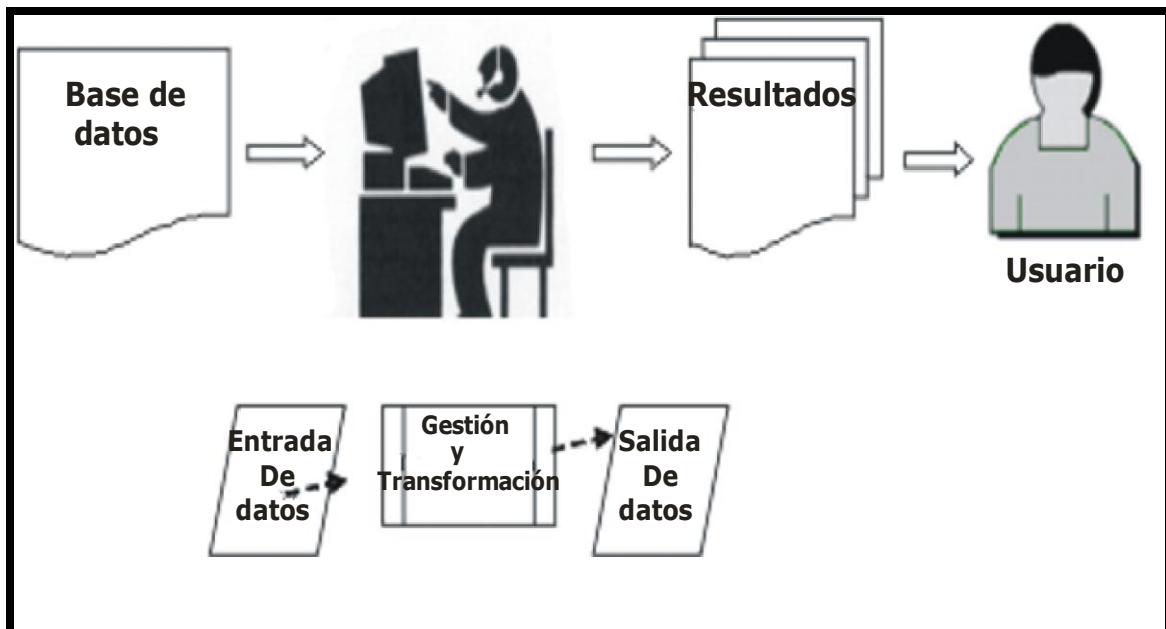 Base de
datos
Resultados
Usuario
Entrada
De
datos
Gestión
y
Transformación
Salida
De
datos